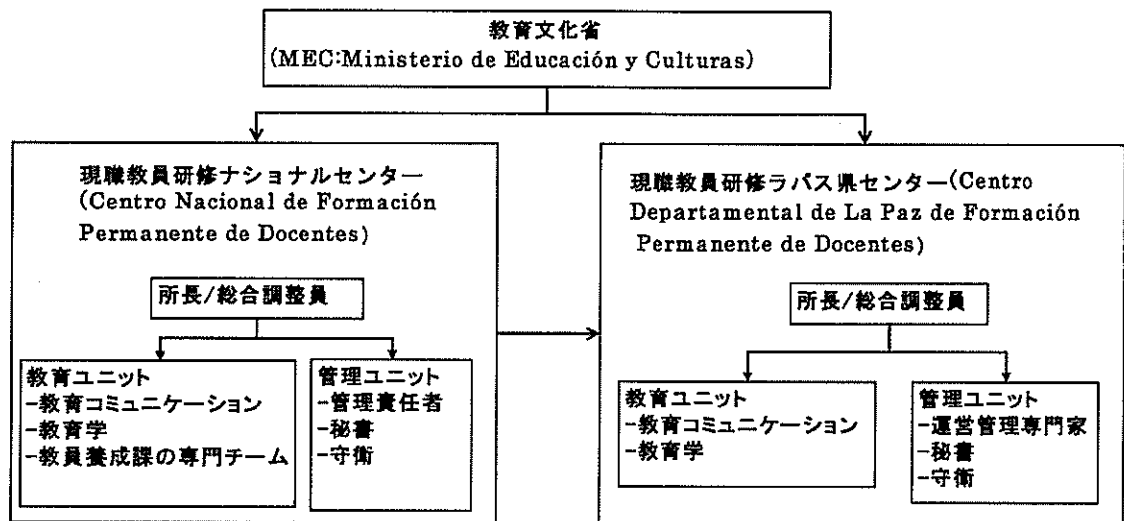 教育文化省
(MEC:Ministerio de Educación y Culturas)
現職教員研修ナショナルセンター
(Centro Nacional de Formación
Permanente de Docentes)
所長/総合調整員
教育ユニット
-教育コミュニケーション
-教育学
-教員養成課の専門チーム
管理ユニット
-管理責任者
-秘書
-守衛
現職教員研修ラパス県センター(Centro
Departamental de La Paz de Formación
Permanente de Docentes)
所長/総合調整員
教育ユニット
-教育コミュニケーション
-教育学
管理ユニット
-運営管理専門家
-秘書
-守衛